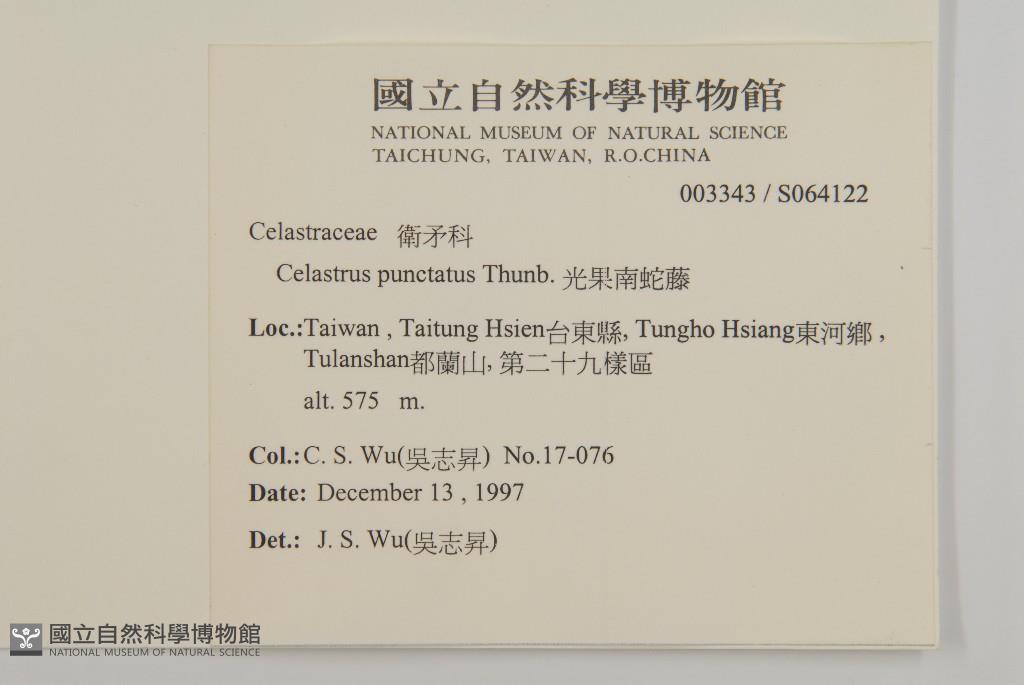 國立自然科學博物館
NATIONAL MUSEUM OF NATURAL SCIENCE
TAICHUNG, TAIWAN, R.O.CHINA
003343 / S064122
Celastraceae 衛矛科
Celastrus punctatus Thunb. 光果南蛇藤
Loc.:Taiwan , Taitung Hsien台東縣, Tungho Hsiang東河鄉 ,
Tulanshan都蘭山, 第二十九樣區
alt. 575 m.
Col.:C. S. Wu(吳志昇) No.17-076
Date: December 13 , 1997
Det.: J. S. Wu(吳志昇)
國立自然科學博物館
NATIONAL MUSEUM OF NATURAL SCIENCE